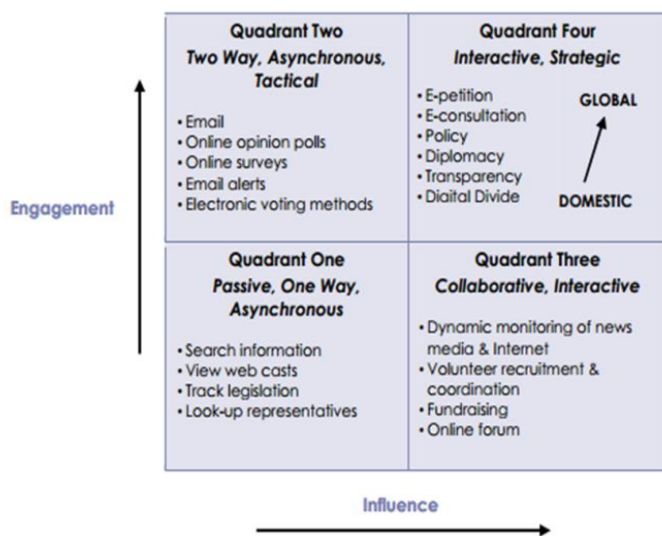 Quadrant Two
Two Way, Asynchronous,
Tactical
• Email
• Online opinion polls
• Online surveys
• Email alerts
• Electronic voting methods
Quadrant Four
Interactive, Strategic
• E-petition
• E-consultation
• Policy
• Diplomacy
• Transparency
• Diaital Divide
GLOBAL
DOMESTIC
Engagement
Quadrant One
Passive, One Way,
Asynchronous
• Search information
• View web casts
• Track legislation
• Look-up representatives
Quadrant Three
Collaborative, Interactive
• Dynamic monitoring of news
media & Internet
• Volunteer recruitment &
coordination
• Fundraising
• Online forum
Influence